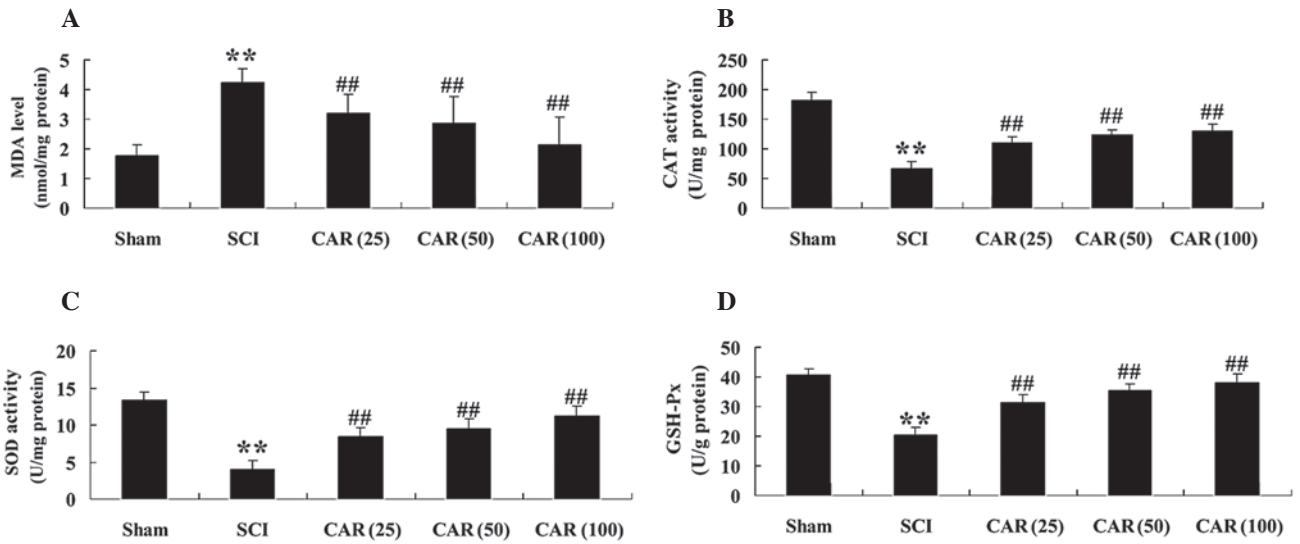 A
MDA level
(nmol/mg protein)
5
4
3
2
1
0
**
##
##
##
Sham SCI CAR (25) CAR (50) CAR (100)
B
CAT activity
(U/mg protein)
250
200
150
100
50
0
**
##
##
##
Sham SCI CAR (25) CAR (50) CAR (100)
C
SOD activity
(U/mg protein)
20
15
10
5
0
**
##
##
##
Sham SCI CAR (25) CAR (50) CAR (100)
D
GSH-Px
(U/g protein)
50
40
30
20
10
0
**
##
##
##
Sham SCI CAR (25) CAR (50) CAR (100)